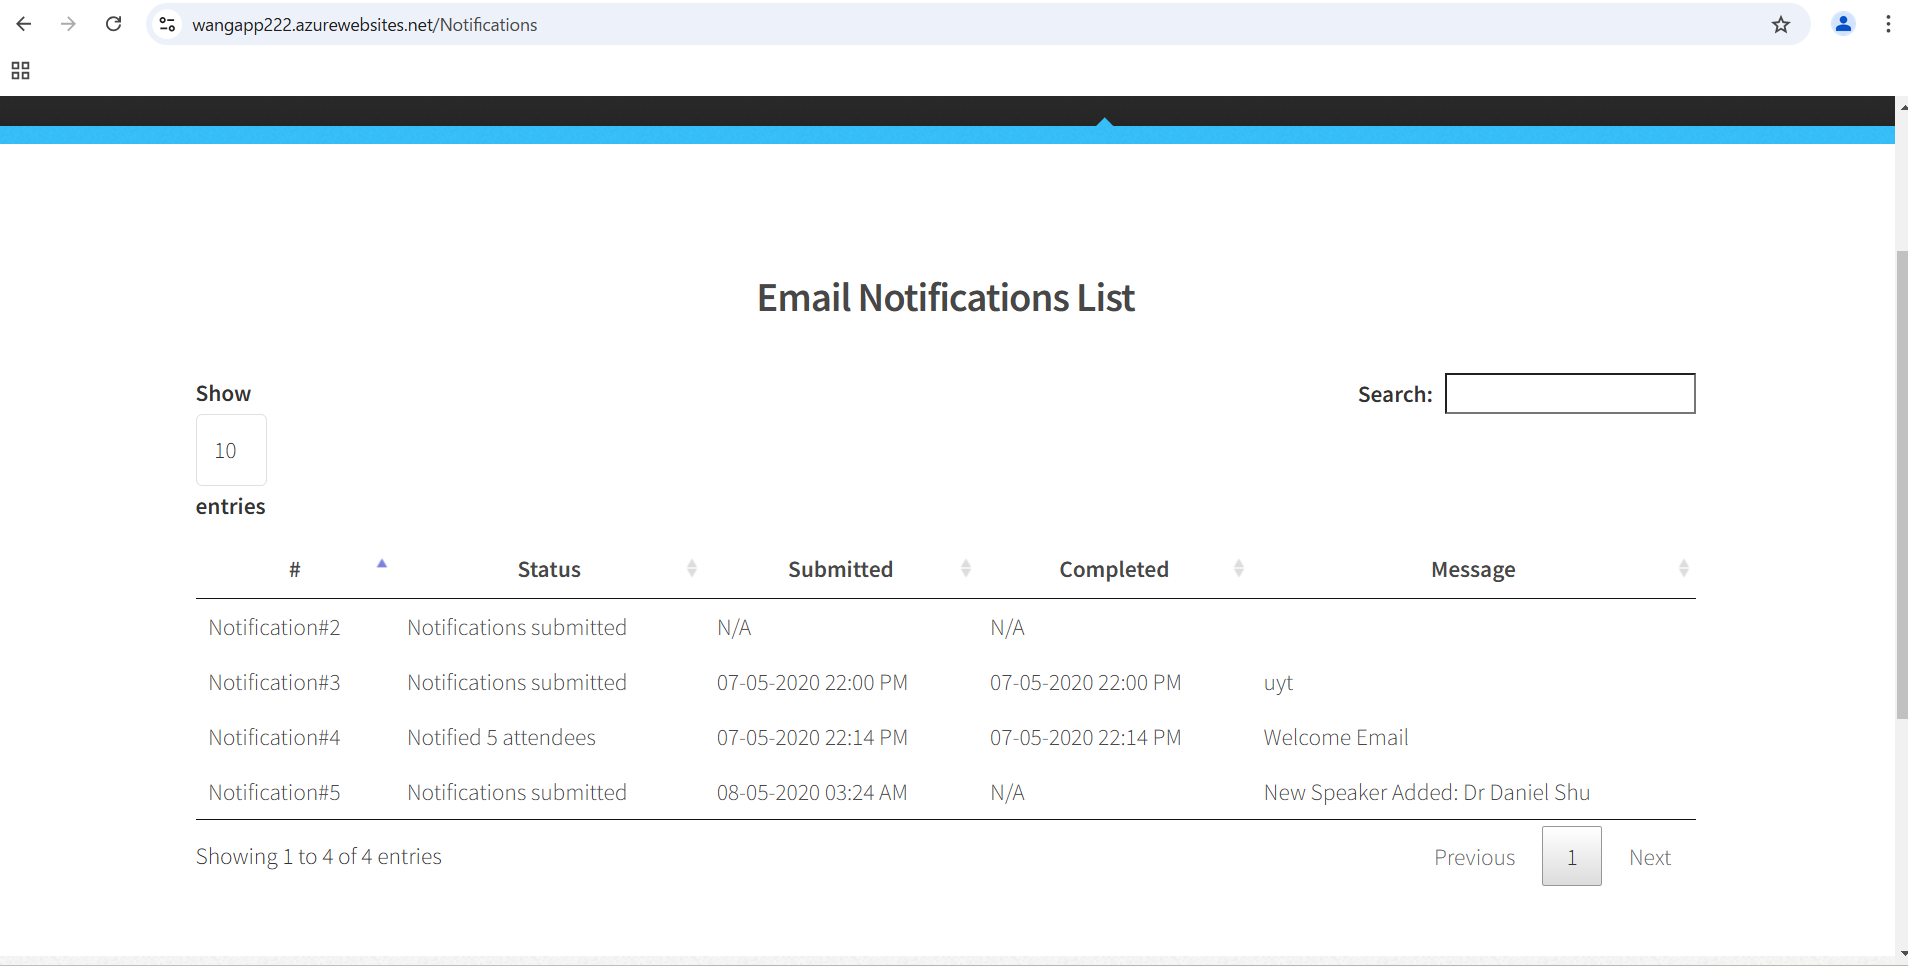 wangapp222.azurewebsites.net/Notifications
Email Notifications List
Show
10
entries
Search:
# Status Submitted Completed Message
Notification#2 Notifications submitted N/A N/A
Notification#3 Notifications submitted 07-05-2020 22:00 PM 07-05-2020 22:00 PM uyt
Notification#4 Notified 5 attendees 07-05-2020 22:14 PM 07-05-2020 22:14 PM Welcome Email
Notification#5 Notifications submitted 08-05-2020 03:24 AM N/A New Speaker Added: Dr Daniel Shu
Showing 1 to 4 of 4 entries
Previous 1 Next